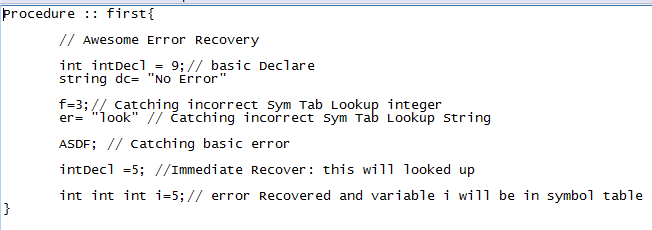 Procedure :: first{
// Awesome Error Recovery
int intDecl = 9;// basic Declare
string dc= "No Error"
f=3;// Catching incorrect Sym Tab Lookup integer
er= "look" // Catching incorrect Sym Tab Lookup String
ASDF; // Catching basic error
intDecl =5; //Immediate Recover: this will looked up
int int int i=5;// error Recovered and variable i will be in symbol table
}